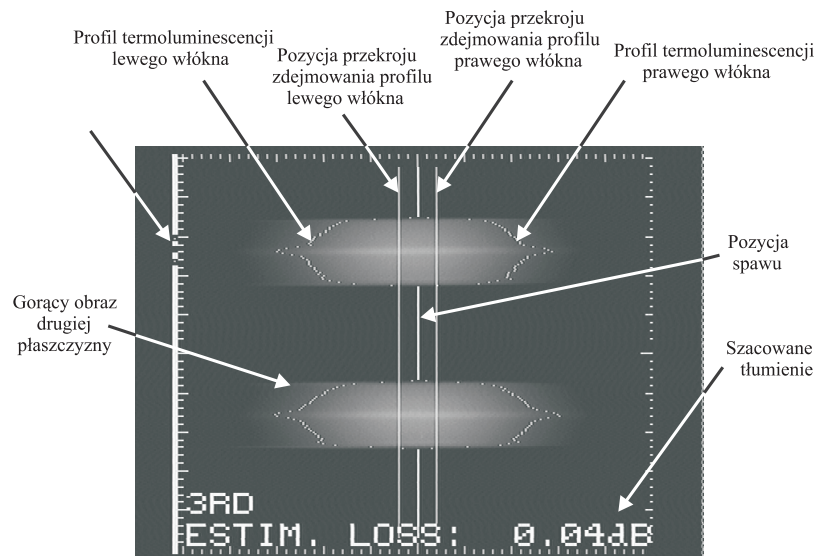 Profil termoluminescencji
lewego włókna
Pozycja przekroju
zdejmowania profilu
lewego włókna
Pozycja przekroju
zdejmowania profilu
prawego włókna
Profil termoluminescencji
prawego włókna
Pozycja
spawu
Gorący obraz
drugiej
płaszczyzny
Szacowane
tłumienie
3RD
ESTIM. LOSS: 0.04dB